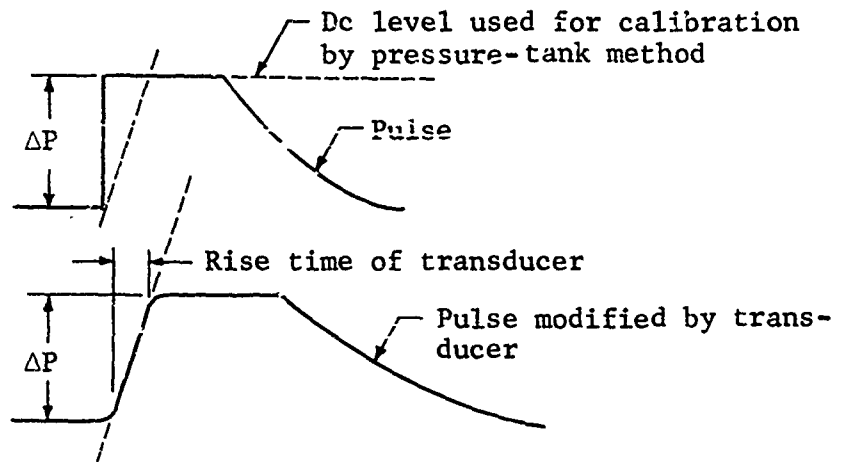 Dc level used for calibration
by pressure-tank method
ΔP
Pulse
Rise time of transducer
Pulse modified by trans-
ducer
ΔP